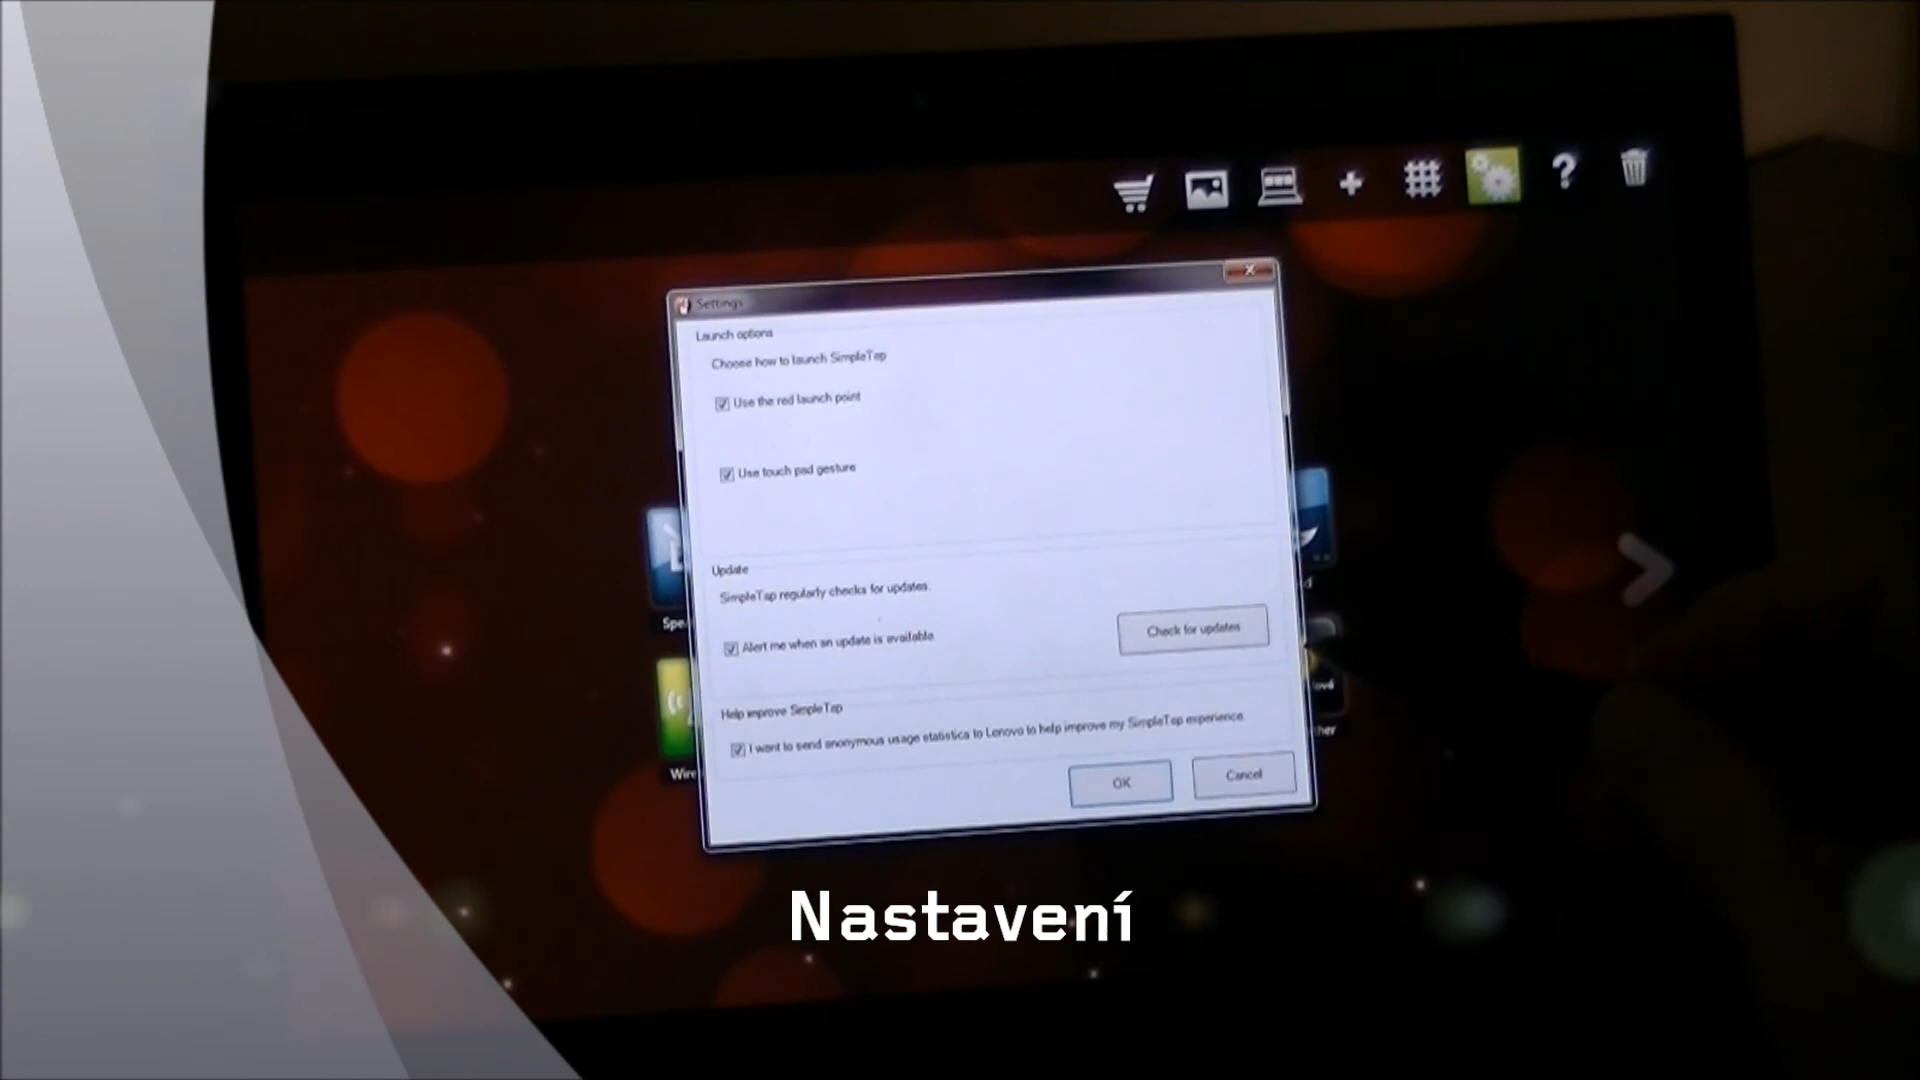 ?
Settings
Launch options
Choose how to launch SimpleTap
Use the red launch point
Use touch pad gesture
Update
SimpleTap regularly checks for updates.
Alert me when an update is available
Check for updates
Help improve SimpleTap
I want to send anonymous usage statistics to Lenovo to help improve my SimpleTap experience.
OK
Cancel
Nastavení